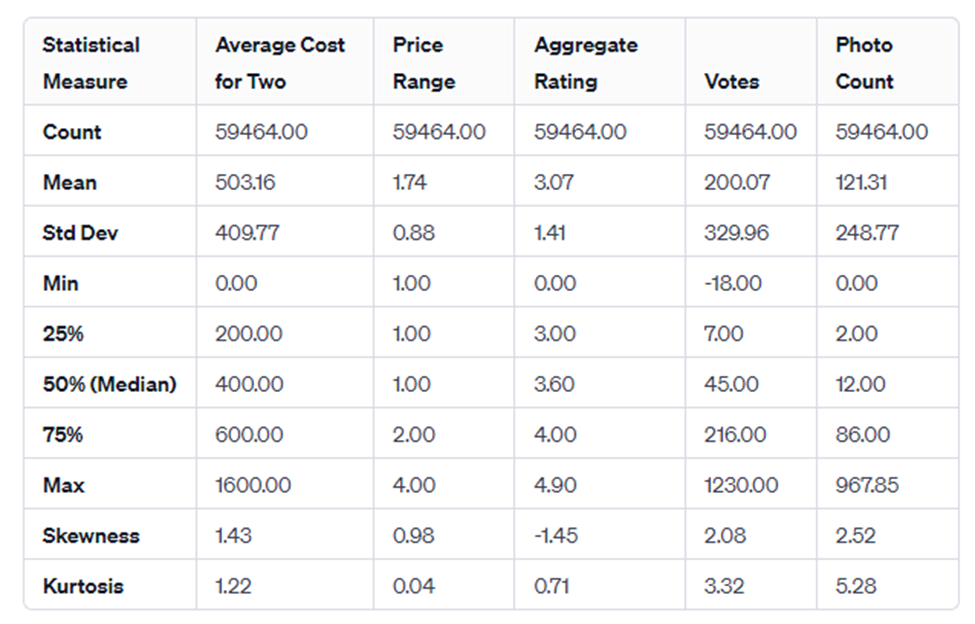 Statistical Measure Average Cost for Two Price Range Aggregate Rating Votes Photo Count
Count 59464.00 59464.00 59464.00 59464.00 59464.00
Mean 503.16 1.74 3.07 200.07 121.31
Std Dev 409.77 0.88 1.41 329.96 248.77
Min 0.00 1.00 0.00 -18.00 0.00
25% 200.00 1.00 3.00 7.00 2.00
50% (Median) 400.00 1.00 3.60 45.00 12.00
75% 600.00 2.00 4.00 216.00 86.00
Max 1600.00 4.00 4.90 1230.00 967.85
Skewness 1.43 0.98 -1.45 2.08 2.52
Kurtosis 1.22 0.04 0.71 3.32 5.28